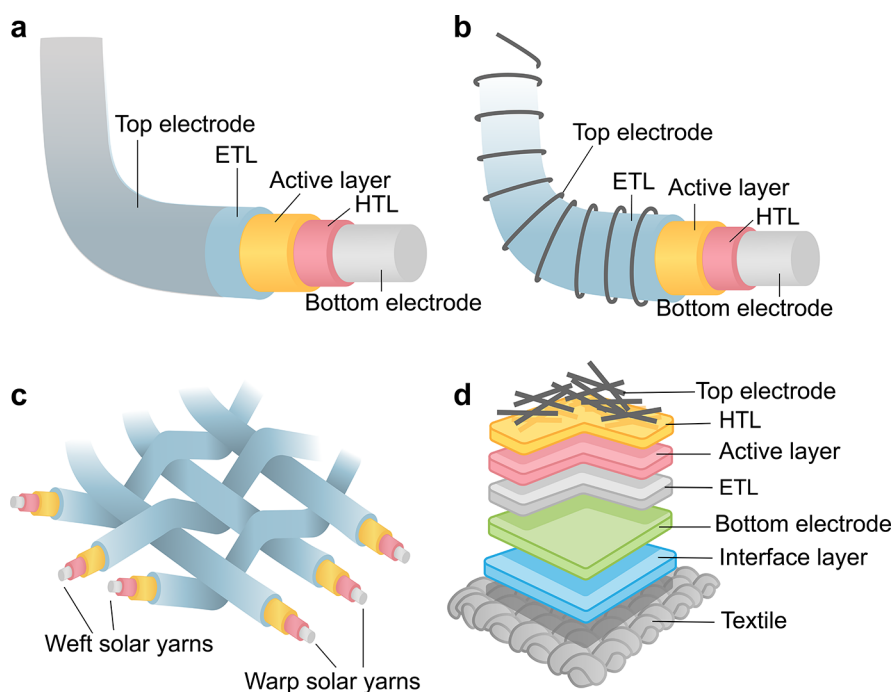 a
Top electrode
ETL
Active layer
HTL
Bottom electrode
b
Top electrode
ETL
Active layer
HTL
Bottom electrode
c
Weft solar yarns
Warp solar yarns
d
Top electrode
HTL
Active layer
ETL
Bottom electrode
Interface layer
Textile